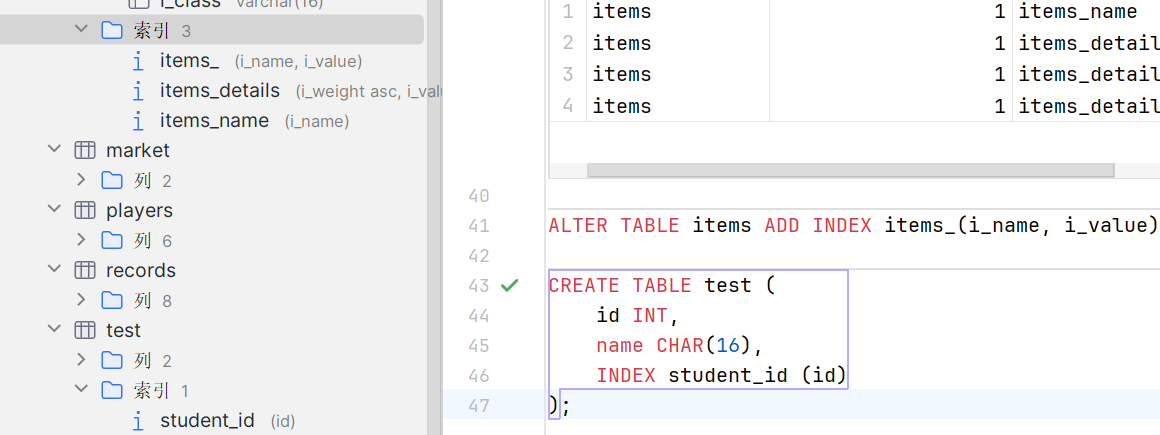 i_class varchar(16)
索引 3
items_ (i_name, i_value)
items_details (i_weight asc, i_val
items_name (i_name)
market
列 2
players
列 6
records
列 8
test
列 2
索引 1
student_id (id)
1 items 1 items_name
2 items 1 items_detail
3 items 1 items_detail
4 items 1 items_detail
40
41 ALTER TABLE items ADD INDEX items_(i_name, i_value)
42
43 CREATE TABLE test (
44 id INT,
45 name CHAR(16),
46 INDEX student_id (id)
47 );